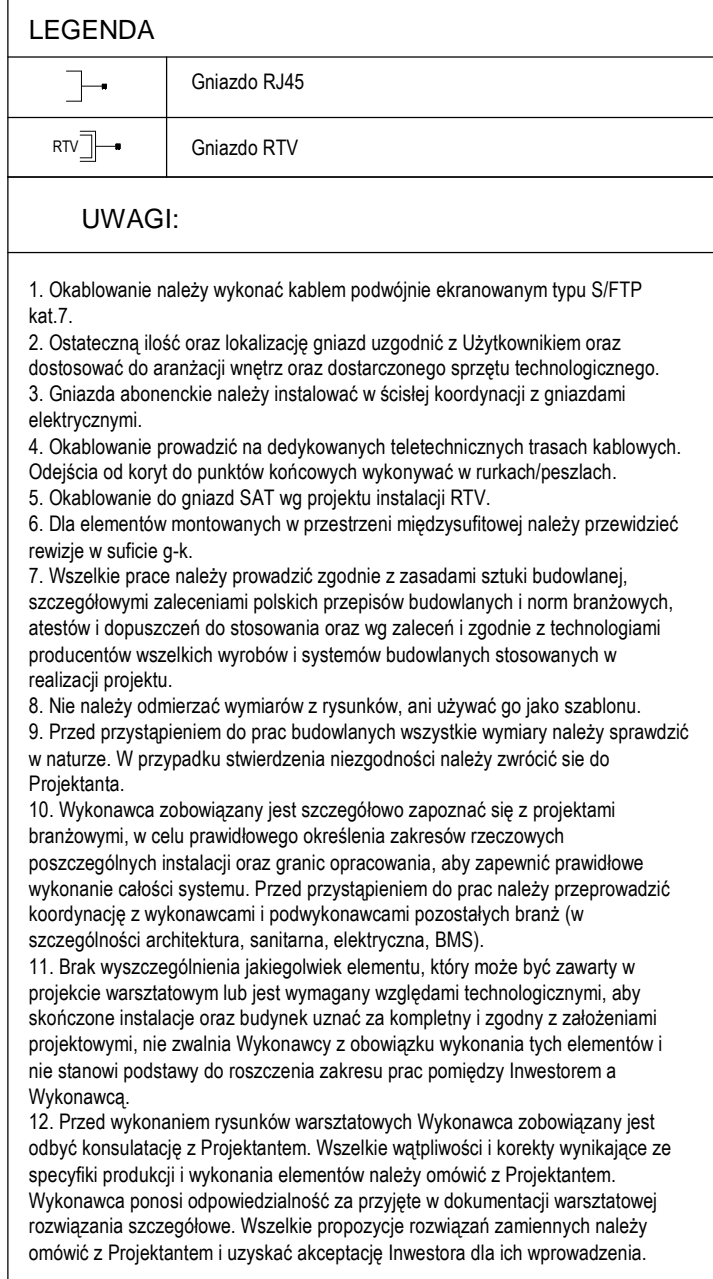 LEGENDA
Gniazdo RJ45
RTV
Gniazdo RTV
UWAGI:
1. Okablowanie należy wykonać kablem podwójnie ekranowanym typu S/FTP
kat.7.
2. Ostateczną ilość oraz lokalizację gniazd uzgodnić z Użytkownikiem oraz
dostosować do aranżacji wnętrz oraz dostarczonego sprzętu technologicznego.
3. Gniazda abonenckie należy instalować w ścisłej koordynacji z gniazdami
elektrycznymi.
4. Okablowanie prowadzić na dedykowanych teletechnicznych trasach kablowych.
Odejścia od koryt do punktów końcowych wykonywać w rurkach/peszlach.
5. Okablowanie do gniazd SAT wg projektu instalacji RTV.
6. Dla elementów montowanych w przestrzeni międzysufitowej należy przewidzieć
rewizje w suficie g-k.
7. Wszelkie prace należy prowadzić zgodnie z zasadami sztuki budowlanej,
szczegółowymi zaleceniami polskich przepisów budowlanych i norm branżowych,
atestów i dopuszczeń do stosowania oraz wg zaleceń i zgodnie z technologiami
producentów wszelkich wyrobów i systemów budowlanych stosowanych w
realizacji projektu.
8. Nie należy odmierzać wymiarów z rysunków, ani używać go jako szablonu.
9. Przed przystąpieniem do prac budowlanych wszystkie wymiary należy sprawdzić
w naturze. W przypadku stwierdzenia niezgodności należy zwrócić sie do
Projektanta.
10. Wykonawca zobowiązany jest szczegółowo zapoznać się z projektami
branżowymi, w celu prawidłowego określenia zakresów rzeczowych
poszczególnych instalacji oraz granic opracowania, aby zapewnić prawidłowe
wykonanie całości systemu. Przed przystąpieniem do prac należy przeprowadzić
koordynację z wykonawcami i podwykonawcami pozostałych branż (w
szczególności architektura, sanitarna, elektryczna, BMS).
11. Brak wyszczególnienia jakiegolwiek elementu, który może być zawarty w
projekcie warsztatowym lub jest wymagany względami technologicznymi, aby
skończone instalacje oraz budynek uznać za kompletny i zgodny z założeniami
projektowymi, nie zwalnia Wykonawcy z obowiązku wykonania tych elementów i
nie stanowi podstawy do roszczenia zakresu prac pomiędzy Inwestorem a
Wykonawcą.
12. Przed wykonaniem rysunków warsztatowych Wykonawca zobowiązany jest
odbyć konsulatację z Projektantem. Wszelkie wątpliwości i korekty wynikające ze
specyfiki produkcji i wykonania elementów należy omówić z Projektantem.
Wykonawca ponosi odpowiedzialność za przyjęte w dokumentacji warsztatowej
rozwiązania szczegółowe. Wszelkie propozycje rozwiązań zamiennych należy
omówić z Projektantem i uzyskać akceptację Inwestora dla ich wprowadzenia.